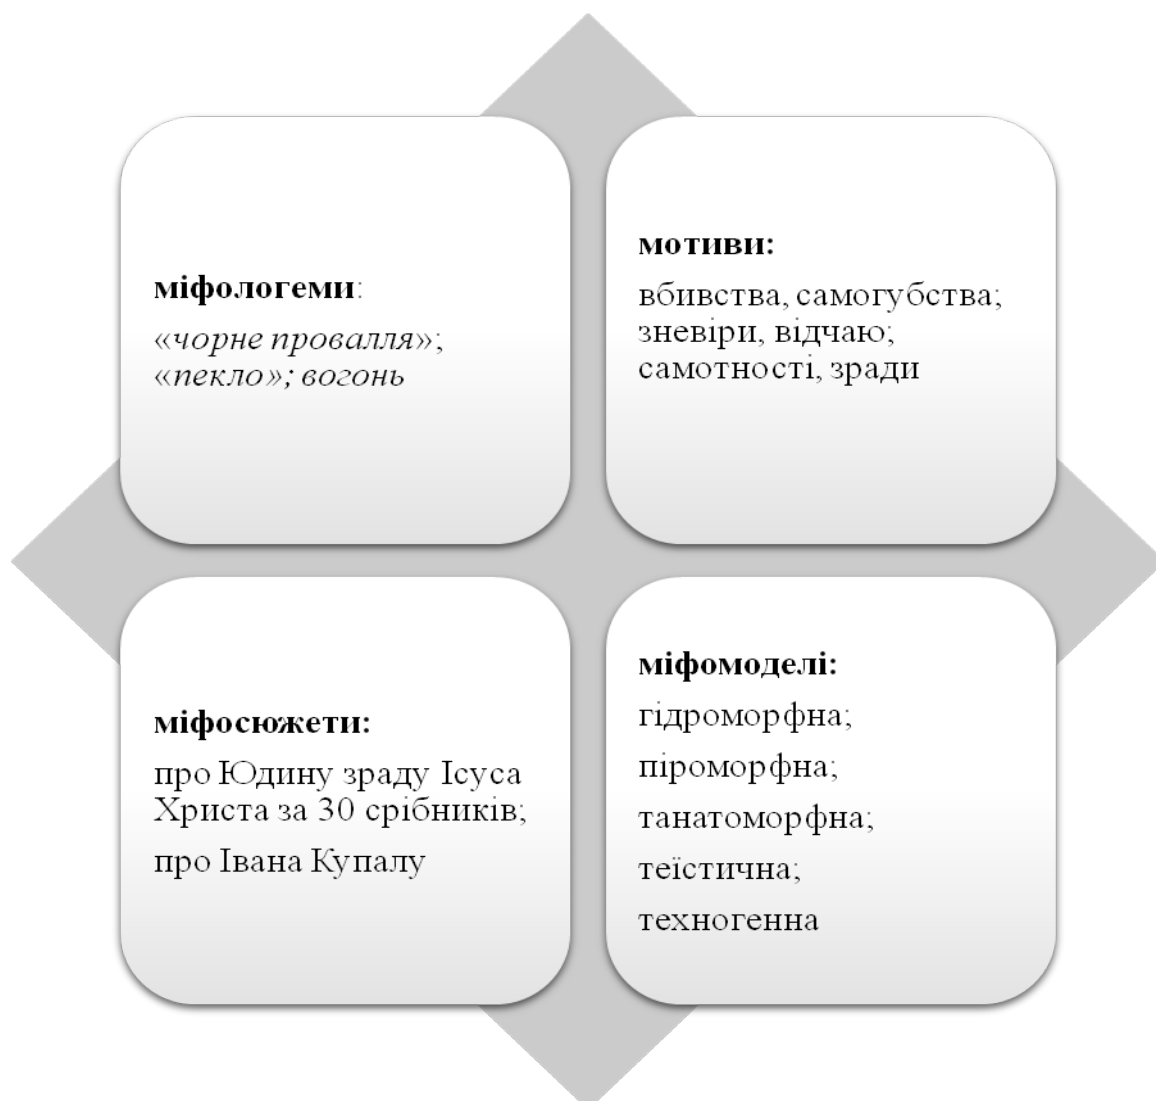 міфологеми:
«чорне провалля»;
«пекло»; вогонь
мотиви:
вбивства, самогубства;
зневіри, відчаю;
самотності, зради
міфосюжети:
про Юдину зраду Ісуса
Христа за 30 срібників;
про Івана Купалу
міфомоделі:
гідроморфна;
піроморфна;
танатоморфна;
теїстична;
техногенна